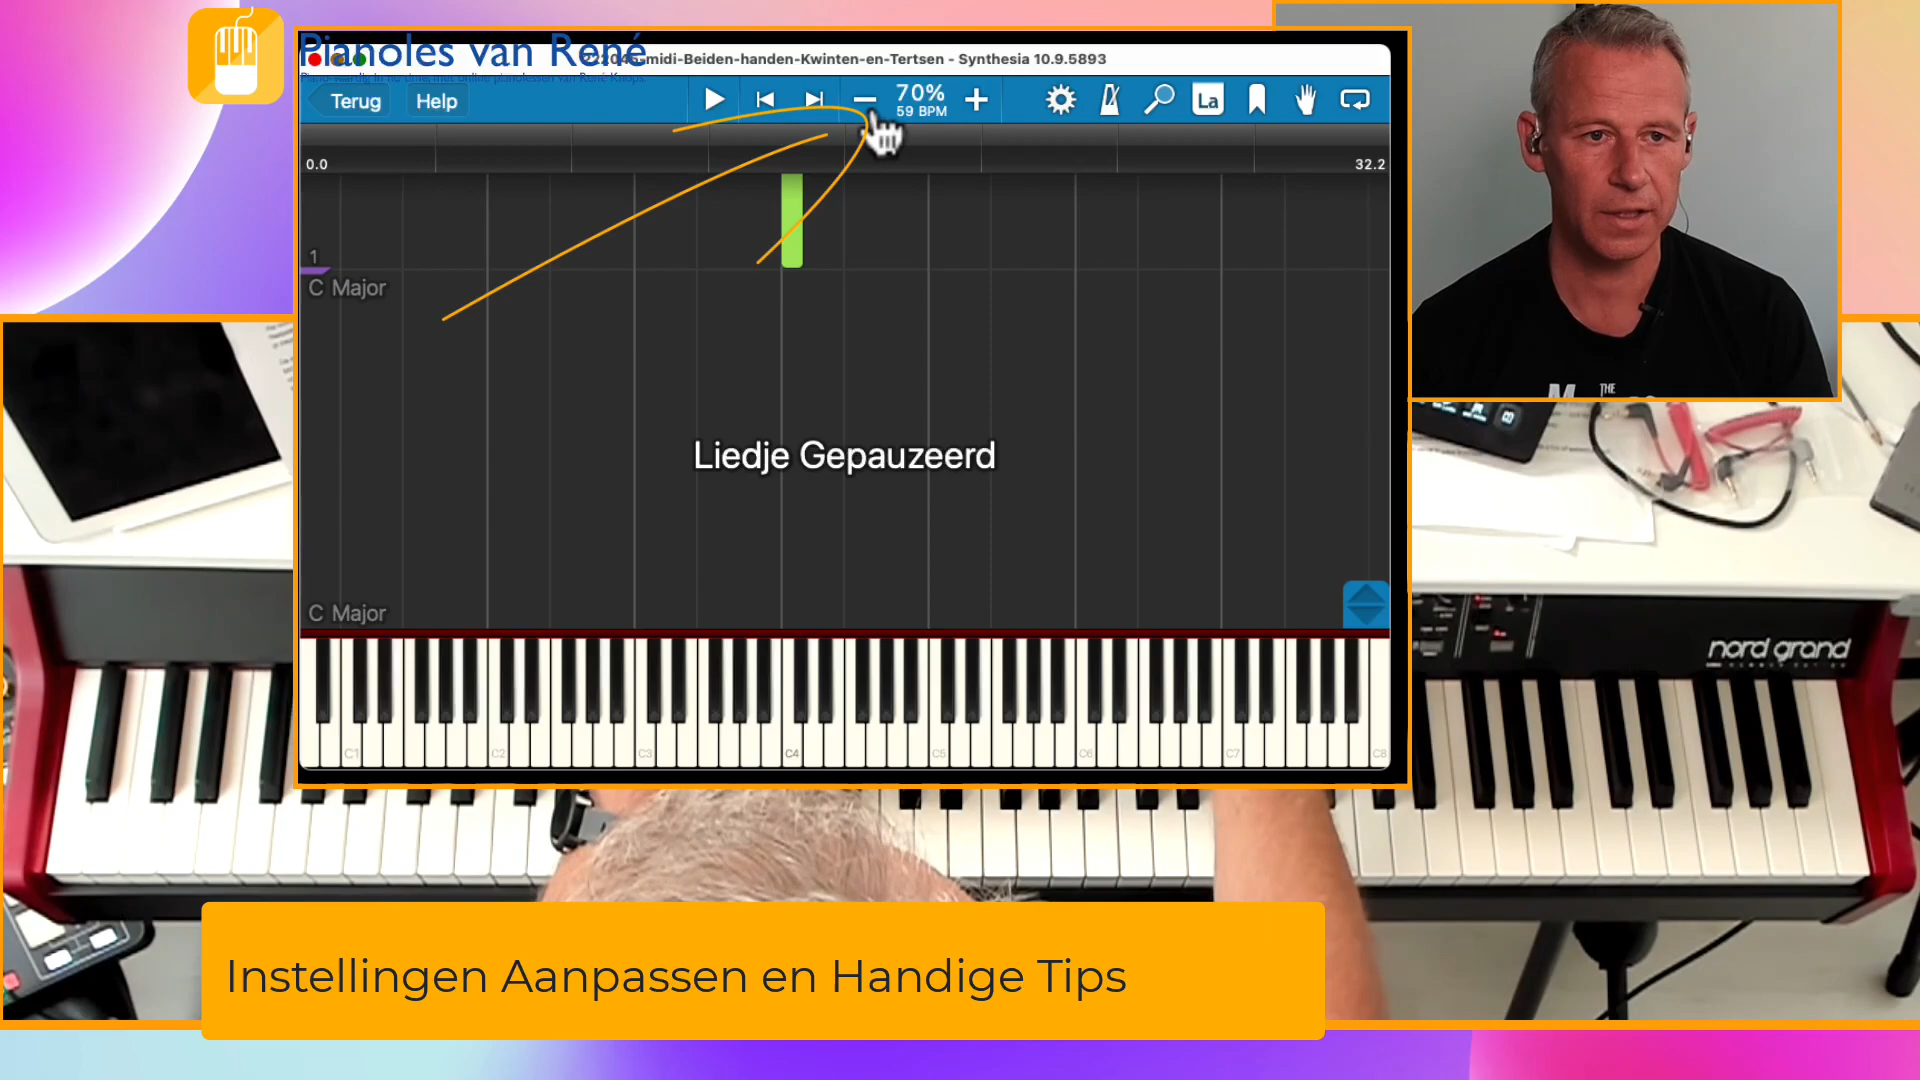 Pianoles van René
midi-Beiden-handen-Kwinten-en-Tertsen - Synthesia 10.9.5893
Terug
Help
70%
59 BPM
La
0.0
32.2
1
C Major
Liedje Gepauzeerd
C Major
C1
C2
C3
C4
C5
C6
C7
C8
THE
nord grand
Instellingen Aanpassen en Handige Tips